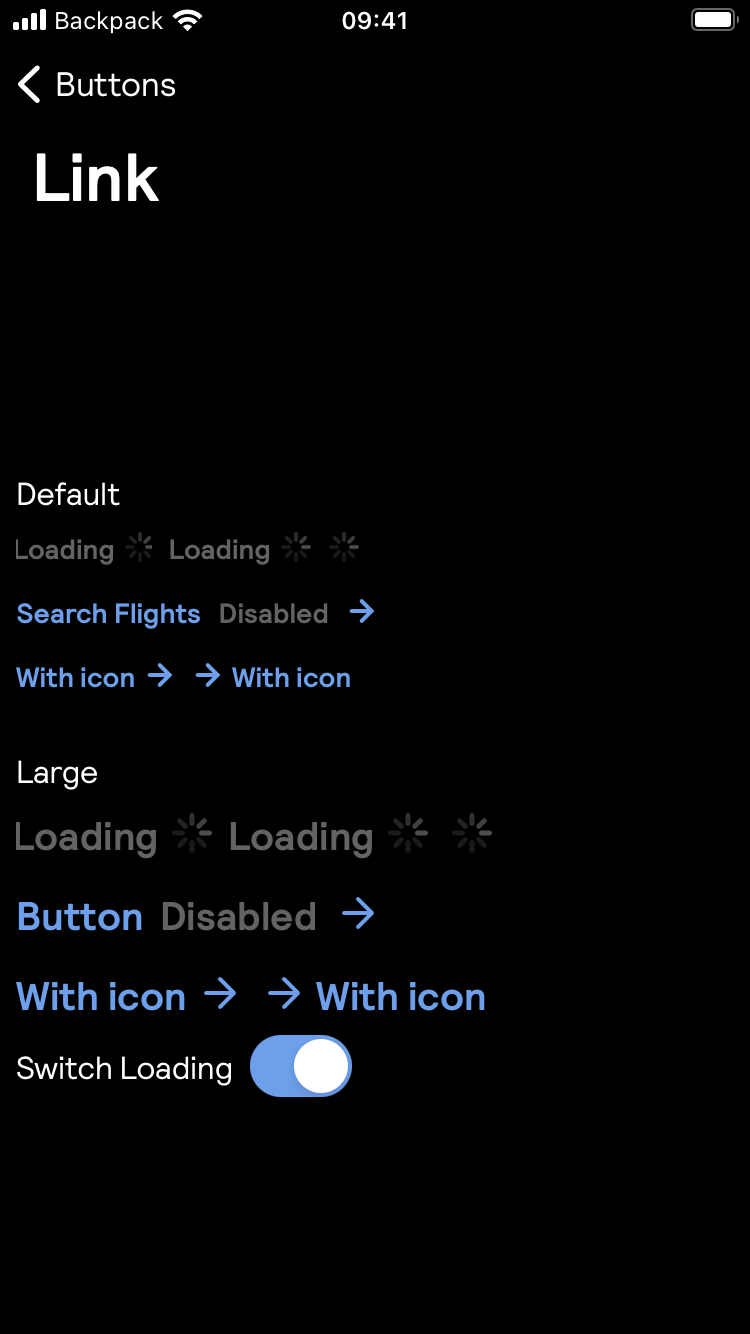 Backpack 09:41
Buttons
Link
Default
Loading Loading
Search Flights Disabled
With icon With icon
Large
Loading Loading
Button Disabled
With icon With icon
Switch Loading